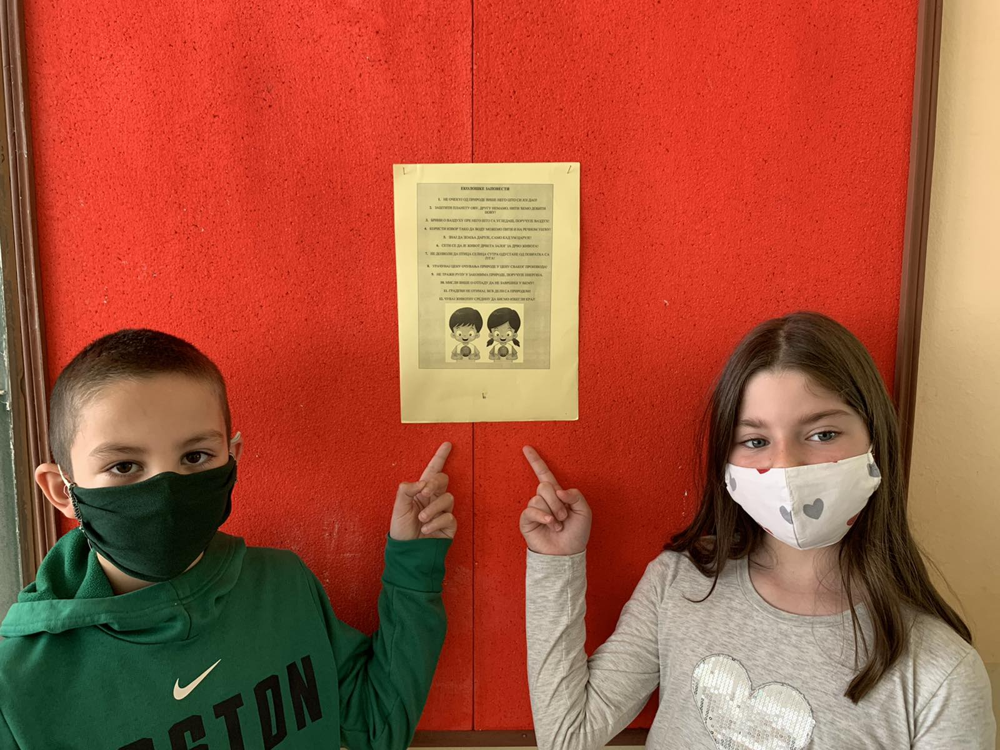 ЕКОЛОШКЕ ЗАПОВЕСТИ
1. НЕ ОЧЕКУЈ ОД ПРИРОДЕ ВИШЕ НЕГО ШТО СИ ЈОЈ ДАО!
2. ЗАШТИТИ ПЛАНЕТУ ОВУ, ДРУГУ НЕМАМО, НИТИ ЋЕМО ДОБИТИ
НОВУ!
3. БРИНИ О ВАЗДУХУ ПРЕ НЕГО ШТО ГА УГЛЕДАШ, ПОРУЧУЈЕ ВАЗДУХ!
4. КОРИСТИ ИЗВОР ТАКО ДА ВОДУ МОЖЕМО ПИТИ И НА РЕЧНОМ УШЋУ!
5. ЗНАЈ ДА ЗЕМЉА ДАРУЈЕ, САМО КАД УМ ЦАРУЈЕ!
6. СЕТИ СЕ ДА ЈЕ ЖИВОТ ДРВЕТА ЗАЛОГ ЗА ДРВО ЖИВОТА!
7. НЕ ДОЗВОЛИ ДА ПТИЦА СЕЛИЦА СУТРА ОДУСТАНЕ ОД ПОВРАТКА СА
ЈУГА!
8. УРАЧУНАЈ ЦЕНУ ОЧУВАЊА ПРИРОДЕ У ЦЕНУ СВАКОГ ПРОИЗВОДА!
9. НЕ ТРАЖИ РУПУ У ЗАКОНИМА ПРИРОДЕ, ПОРУЧУЈЕ ЕНЕРГИЈА.
10. МИСЛИ ВИШЕ О ОТПАДУ ДА НЕ ЗАВРШИШ У ЊЕМУ!
11. ГРАДЕЋИ НЕ ОТИМАЈ, ВЕЋ ДЕЛИ СА ПРИРОДОМ!
12. ЧУВАЈ ЖИВОТНУ СРЕДИНУ ДА БИСМО ИЗБЕГЛИ КРАЈ!
OSTON